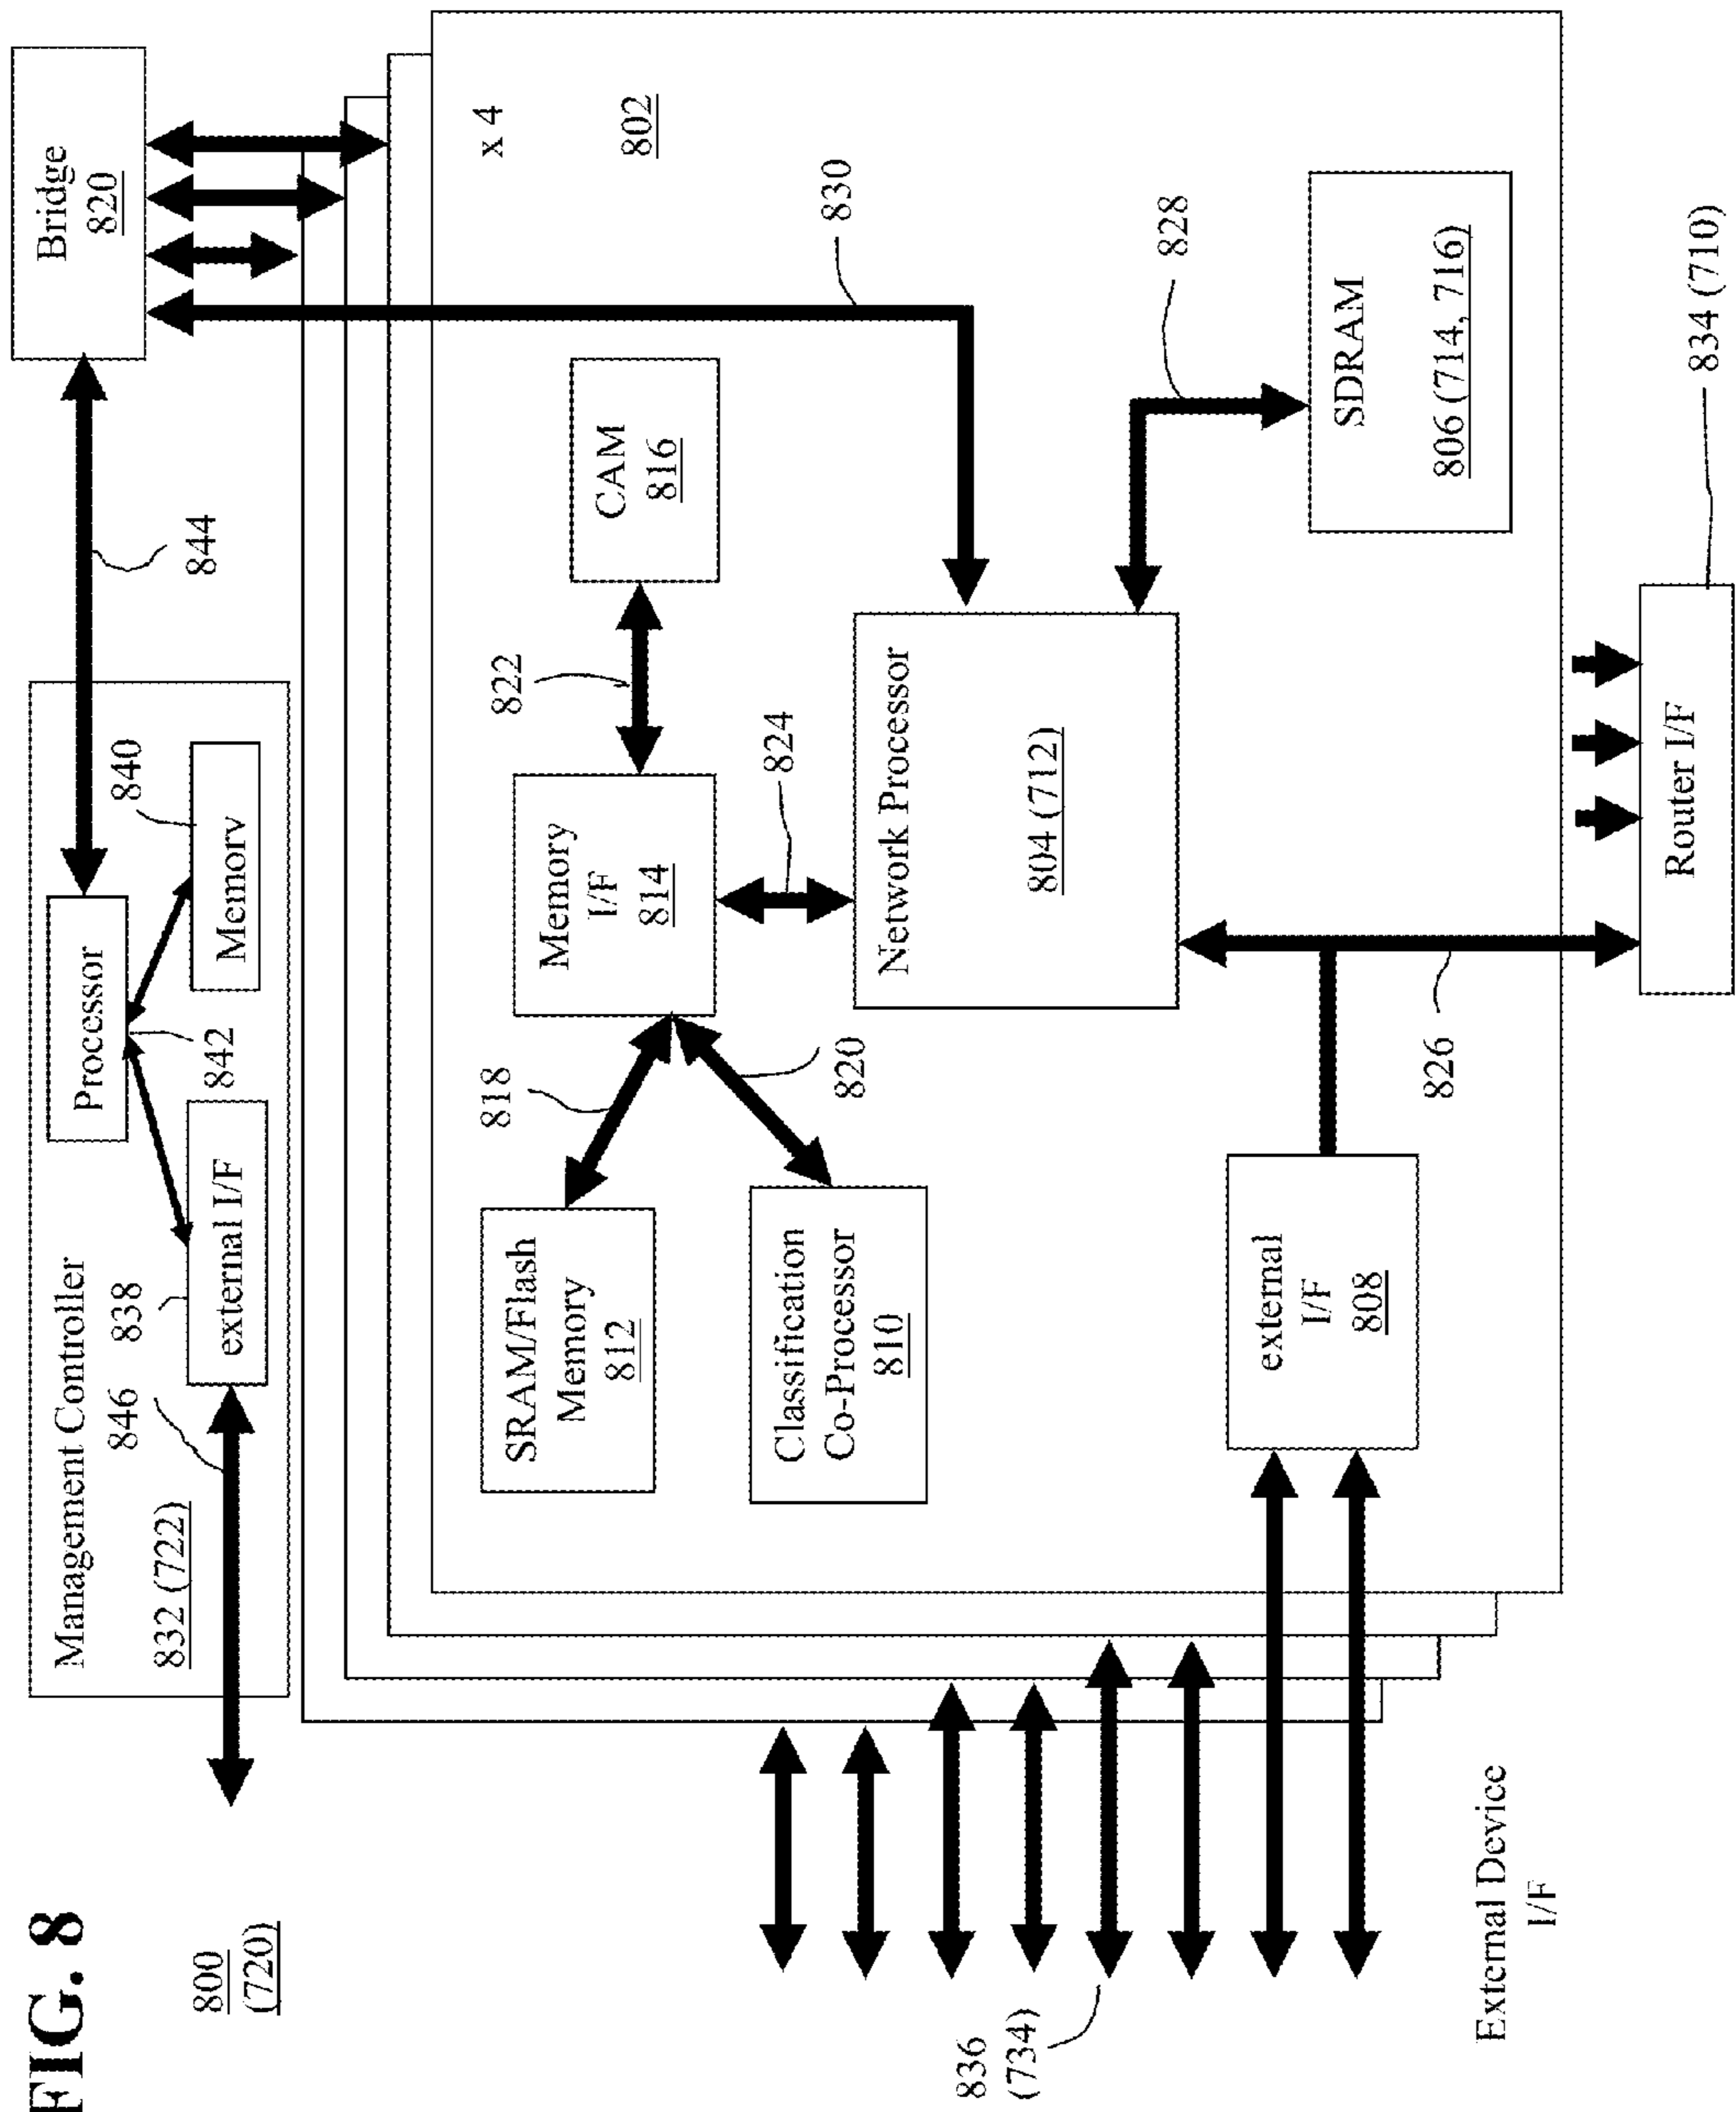 FIG. 8
800
(720)
Management Controller
832 (722)
846
838
external I/F
Processor
842
840
Memory
844
Bridge
820
x 4
802
SRAM/Flash
Memory
812
818
Classification
Co-Processor
810
820
Memory
I/F
814
822
CAM
816
824
Network Processor
804 (712)
830
828
SDRAM
806 (714, 716)
external
I/F
808
826
836
(734)
External Device
I/F
Router I/F
834 (710)